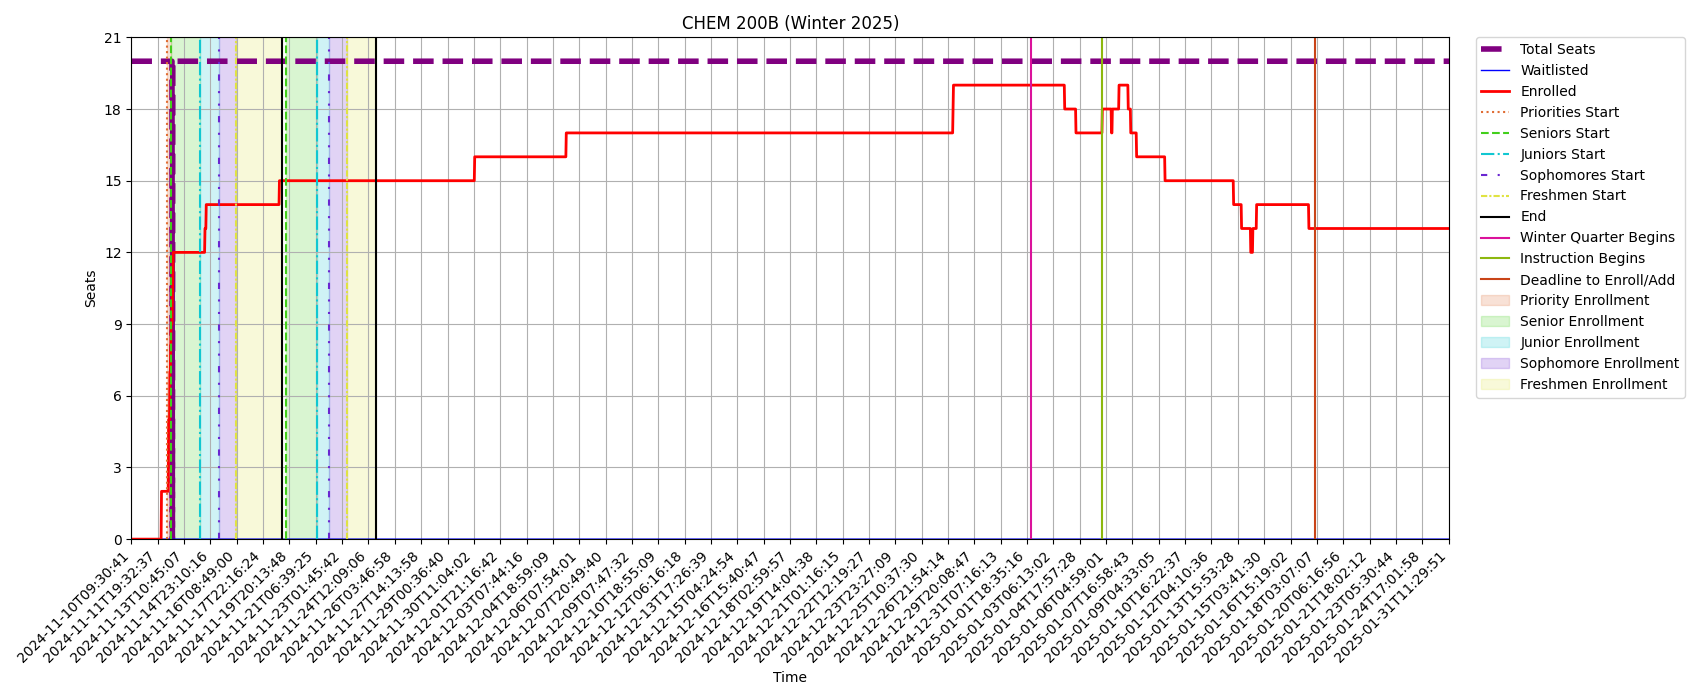 CHEM 200B (Winter 2025)
21
18
15
12
9
6
3
0
Seats
2024-11-10T09:30:41
2024-11-11T19:32:37
2024-11-13T10:45:07
2024-11-14T23:10:16
2024-11-16T08:49:00
2024-11-17T22:16:24
2024-11-19T20:13:48
2024-11-21T06:39:25
2024-11-23T01:45:42
2024-11-24T12:09:06
2024-11-26T03:46:58
2024-11-27T14:13:58
2024-11-29T00:36:40
2024-11-30T11:04:02
2024-12-01T21:16:42
2024-12-03T07:44:16
2024-12-04T18:59:09
2024-12-06T07:54:01
2024-12-07T20:49:40
2024-12-09T07:47:32
2024-12-10T18:55:09
2024-12-12T06:16:18
2024-12-13T17:26:39
2024-12-15T04:24:54
2024-12-16T15:40:47
2024-12-18T02:59:57
2024-12-19T14:04:38
2024-12-21T01:16:15
2024-12-22T12:19:27
2024-12-23T23:27:09
2024-12-25T10:37:30
2024-12-26T21:54:14
2024-12-29T20:08:47
2024-12-31T07:16:13
2025-01-01T18:35:16
2025-01-03T06:13:02
2025-01-04T17:57:28
2025-01-06T04:59:01
2025-01-07T16:58:43
2025-01-09T04:33:05
2025-01-10T16:22:37
2025-01-12T04:10:36
2025-01-13T15:53:28
2025-01-15T03:41:30
2025-01-16T15:19:02
2025-01-18T03:07:07
2025-01-20T06:16:56
2025-01-21T18:02:12
2025-01-23T05:30:44
2025-01-24T17:01:58
2025-01-31T11:29:51
Time
Total Seats
Waitlisted
Enrolled
Priorities Start
Seniors Start
Juniors Start
Sophomores Start
Freshmen Start
End
Winter Quarter Begins
Instruction Begins
Deadline to Enroll/Add
Priority Enrollment
Senior Enrollment
Junior Enrollment
Sophomore Enrollment
Freshmen Enrollment